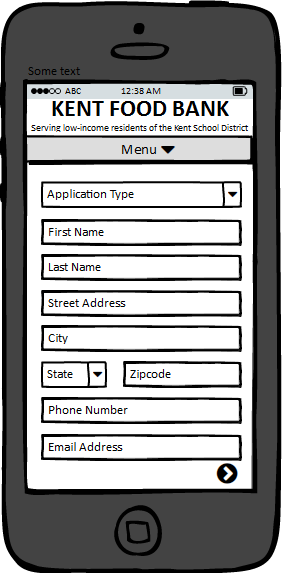 Some text
ABC 12:38 AM
KENT FOOD BANK
Serving low-income residents of the Kent School District
Menu
Application Type
First Name
Last Name
Street Address
City
State Zipcode
Phone Number
Email Address